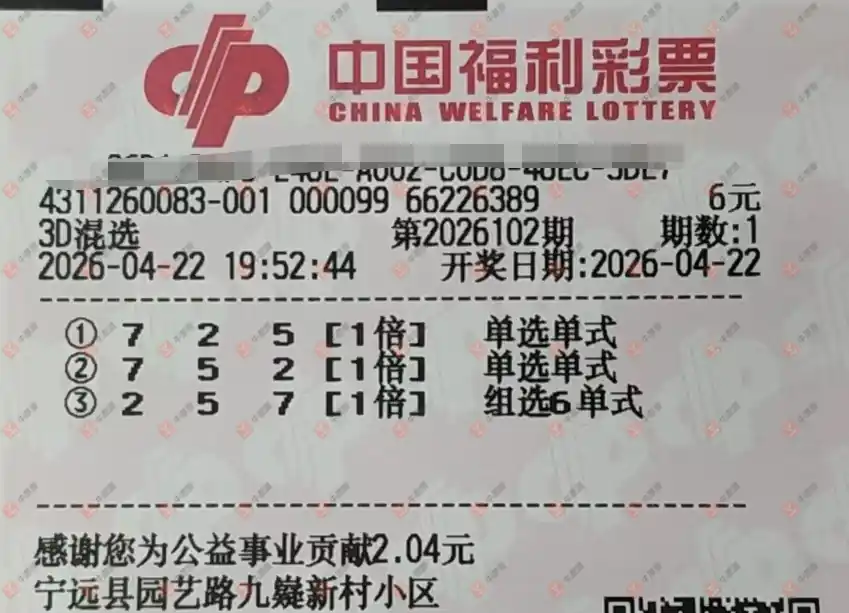 中国福利彩票
CHINA WELFARE LOTTERY
4311260083-001 000099 66226389 6元
3D混选 第2026102期 期数:1
2026-04-22 19:52:44 开奖日期:2026-04-22
① 7 2 5 [1倍] 单选单式
② 7 5 2 [1倍] 单选单式
③ 2 5 7 [1倍] 组选6单式
感谢您为公益事业贡献2.04元
宁远县园艺路九嶷新村小区